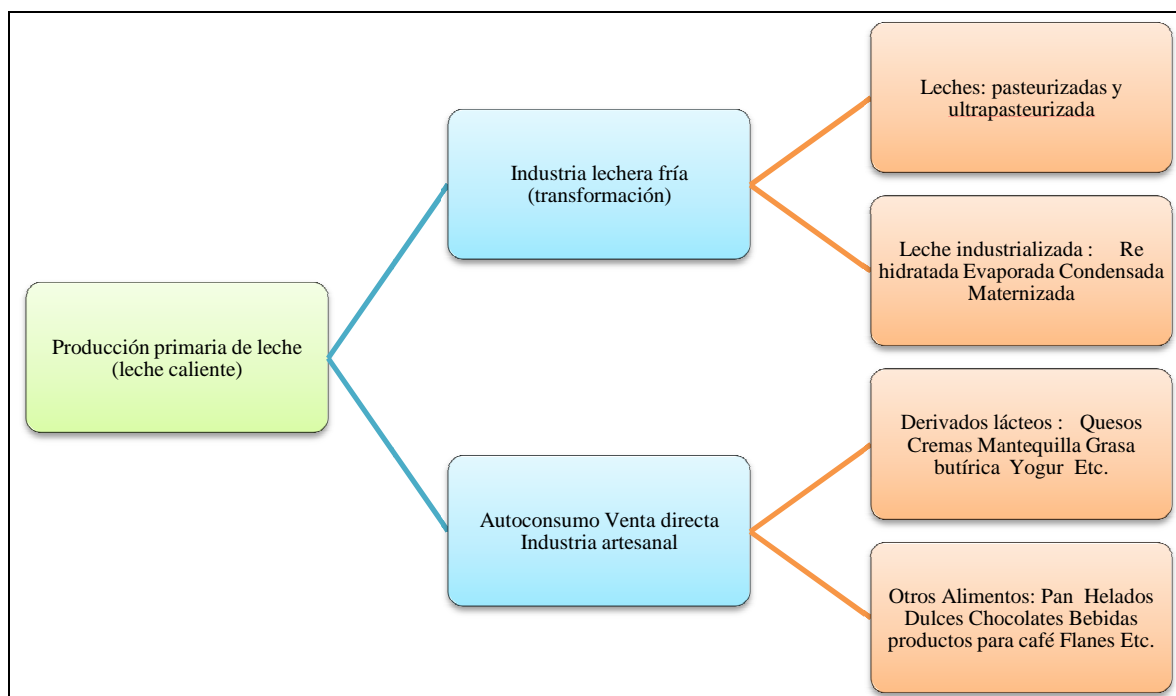 Leches: pasteurizadas y
ultrapasteurizada
Industria lechera fría
(transformación)
Leche industrializada :    Re
hidratada Evaporada Condensada
Maternizada
Producción primaria de leche
(leche caliente)
Derivados lácteos :   Quesos
Cremas Mantequilla Grasa
butírica  Yogur  Etc.
Autoconsumo Venta directa
Industria artesanal
Otros Alimentos: Pan  Helados
Dulces Chocolates Bebidas
productos para café Flanes Etc.